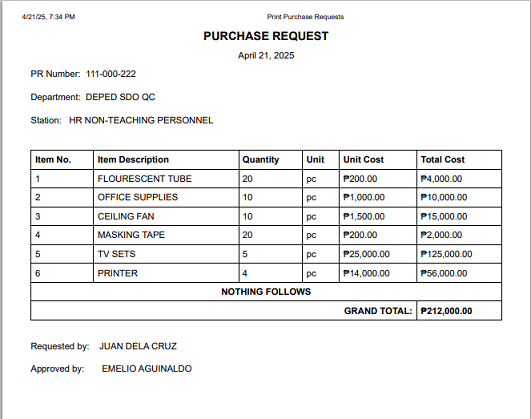 4/21/25, 7:34 PM Print Purchase Requests
PURCHASE REQUEST
April 21, 2025
PR Number: 111-000-222
Department: DEPED SDO QC
Station: HR NON-TEACHING PERSONNEL
Item No. Item Description Quantity Unit Unit Cost Total Cost
1 FLOURESCENT TUBE 20 pc ₱200.00 ₱4,000.00
2 OFFICE SUPPLIES 10 pc ₱1,000.00 ₱10,000.00
3 CEILING FAN 10 pc ₱1,500.00 ₱15,000.00
4 MASKING TAPE 20 pc ₱200.00 ₱2,000.00
5 TV SETS 5 pc ₱25,000.00 ₱125,000.00
6 PRINTER 4 pc ₱14,000.00 ₱56,000.00
NOTHING FOLLOWS
GRAND TOTAL: ₱212,000.00
Requested by: JUAN DELA CRUZ
Approved by: EMELIO AGUINALDO